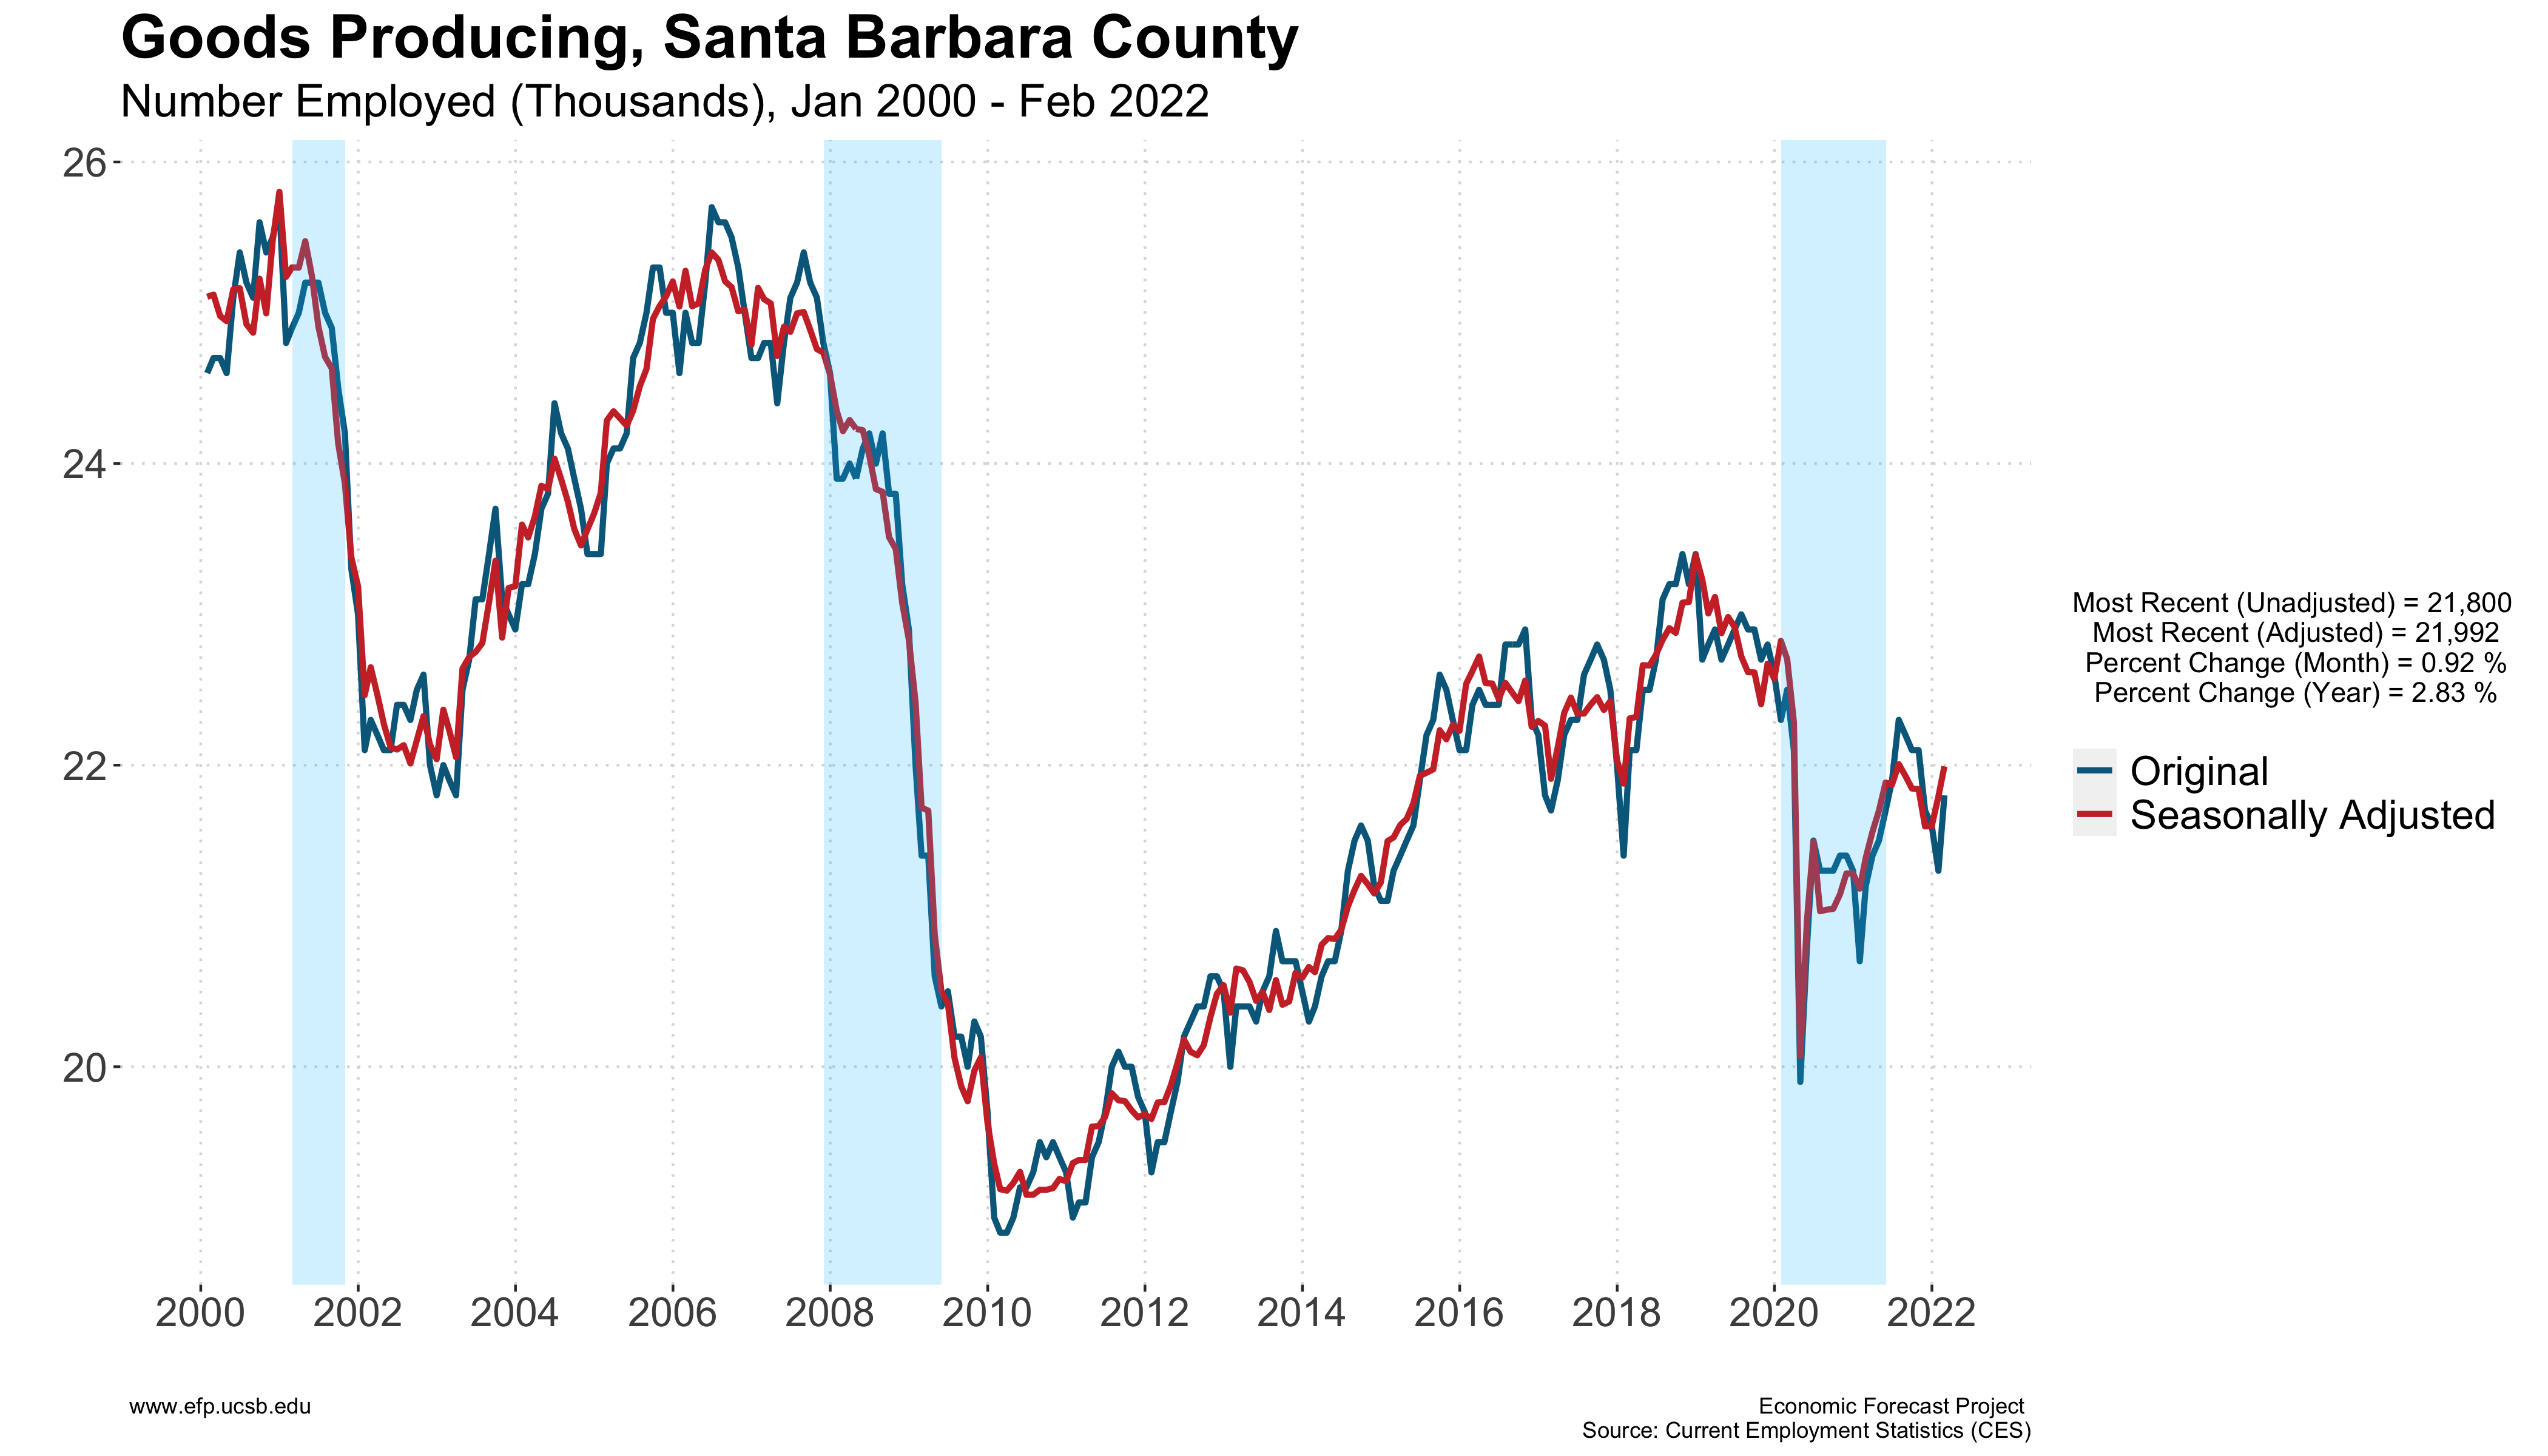 Goods Producing, Santa Barbara County
Number Employed (Thousands), Jan 2000 - Feb 2022
26
24
22
20
2000 2002 2004 2006 2008 2010 2012 2014 2016 2018 2020 2022
Most Recent (Unadjusted) = 21,800
Most Recent (Adjusted) = 21,992
Percent Change (Month) = 0.92 %
Percent Change (Year) = 2.83 %
Original
Seasonally Adjusted
www.efp.ucsb.edu
Economic Forecast Project
Source: Current Employment Statistics (CES)